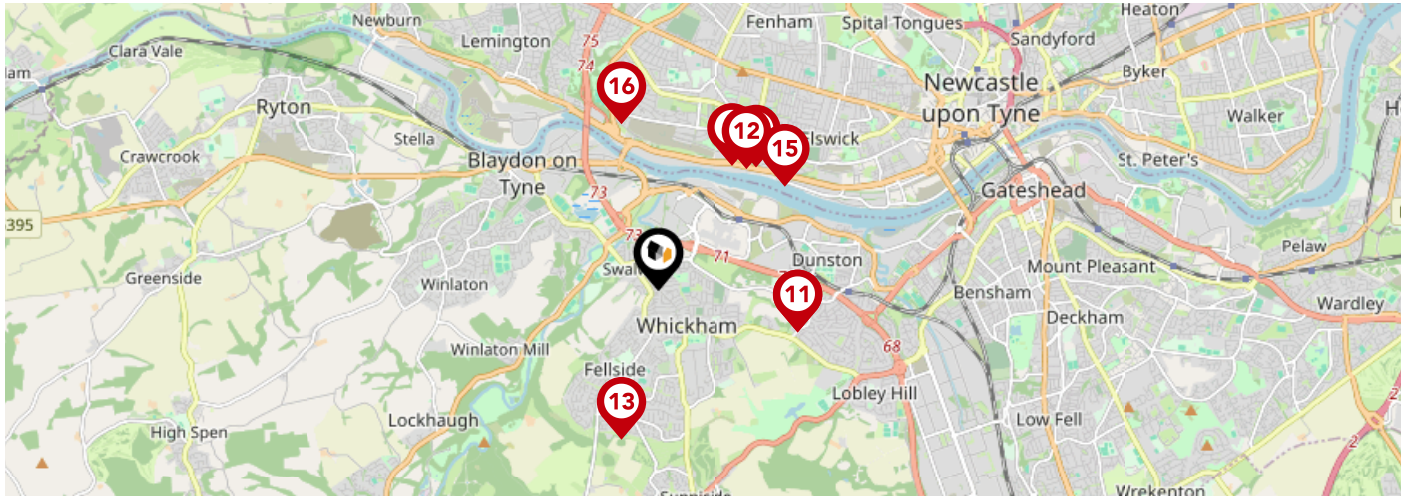 Newburn
Fenham
Spital Tongues
Heaton
Clara Vale
Lemington
75
74
Sandyford
Byker
16
Ryton
Newcastle
upon Tyne
Walker
Stella
12
15
Crawcrook
Blaydon on
Tyne
St. Peter's
73
Gateshead
395
73
71
Dunston
Pelaw
Greenside
Winlaton
11
Mount Pleasant
Bensham
Wardley
Whickham
Deckham
Winlaton Mill
68
Fellside
13
Lobley Hill
2
Lockhaugh
Low Fell
High Spen
2
Wrekenton